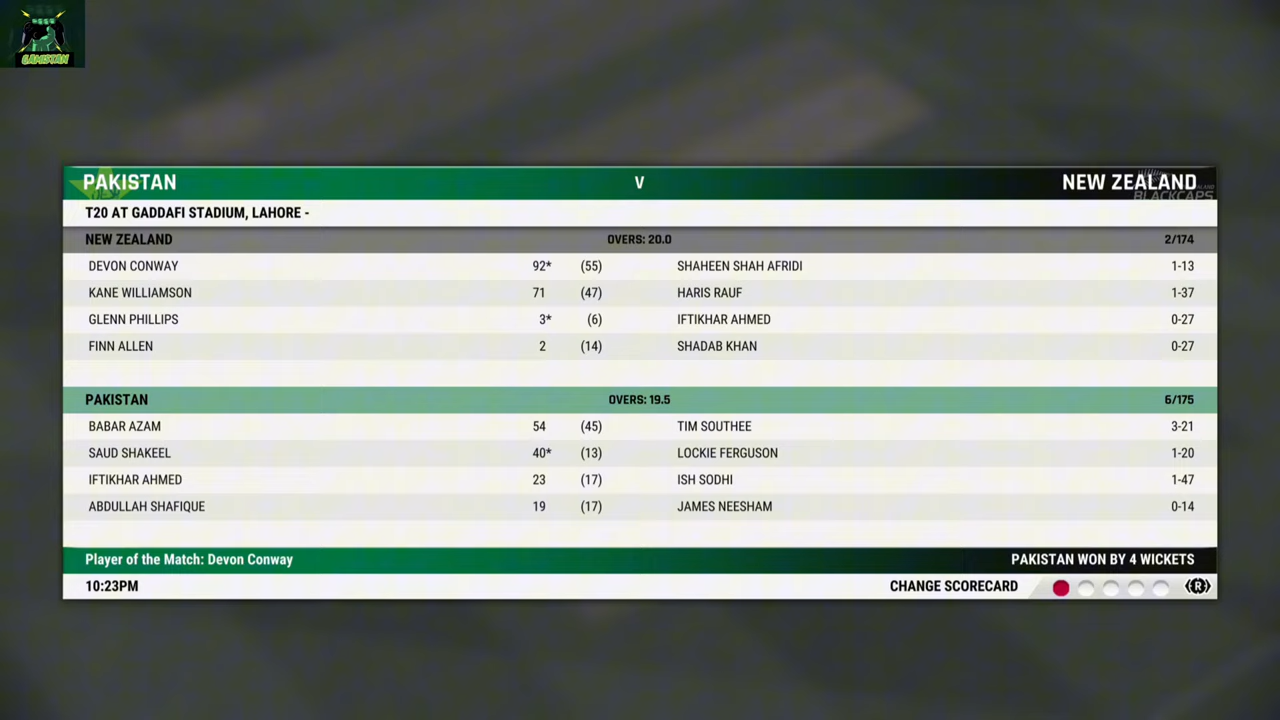 GAMISTAN
PAKISTAN V NEW ZEALAND
BLACKCAPS
T20 AT GADDAFI STADIUM, LAHORE -
NEW ZEALAND OVERS: 20.0 2/174
DEVON CONWAY 92* (55) SHAHEEN SHAH AFRIDI 1-13
KANE WILLIAMSON 71 (47) HARIS RAUF 1-37
GLENN PHILLIPS 3* (6) IFTIKHAR AHMED 0-27
FINN ALLEN 2 (14) SHADAB KHAN 0-27
PAKISTAN OVERS: 19.5 6/175
BABAR AZAM 54 (45) TIM SOUTHEE 3-21
SAUD SHAKEEL 40* (13) LOCKIE FERGUSON 1-20
IFTIKHAR AHMED 23 (17) ISH SODHI 1-47
ABDULLAH SHAFIQUE 19 (17) JAMES NEESHAM 0-14
Player of the Match: Devon Conway PAKISTAN WON BY 4 WICKETS
10:23PM CHANGE SCORECARD R